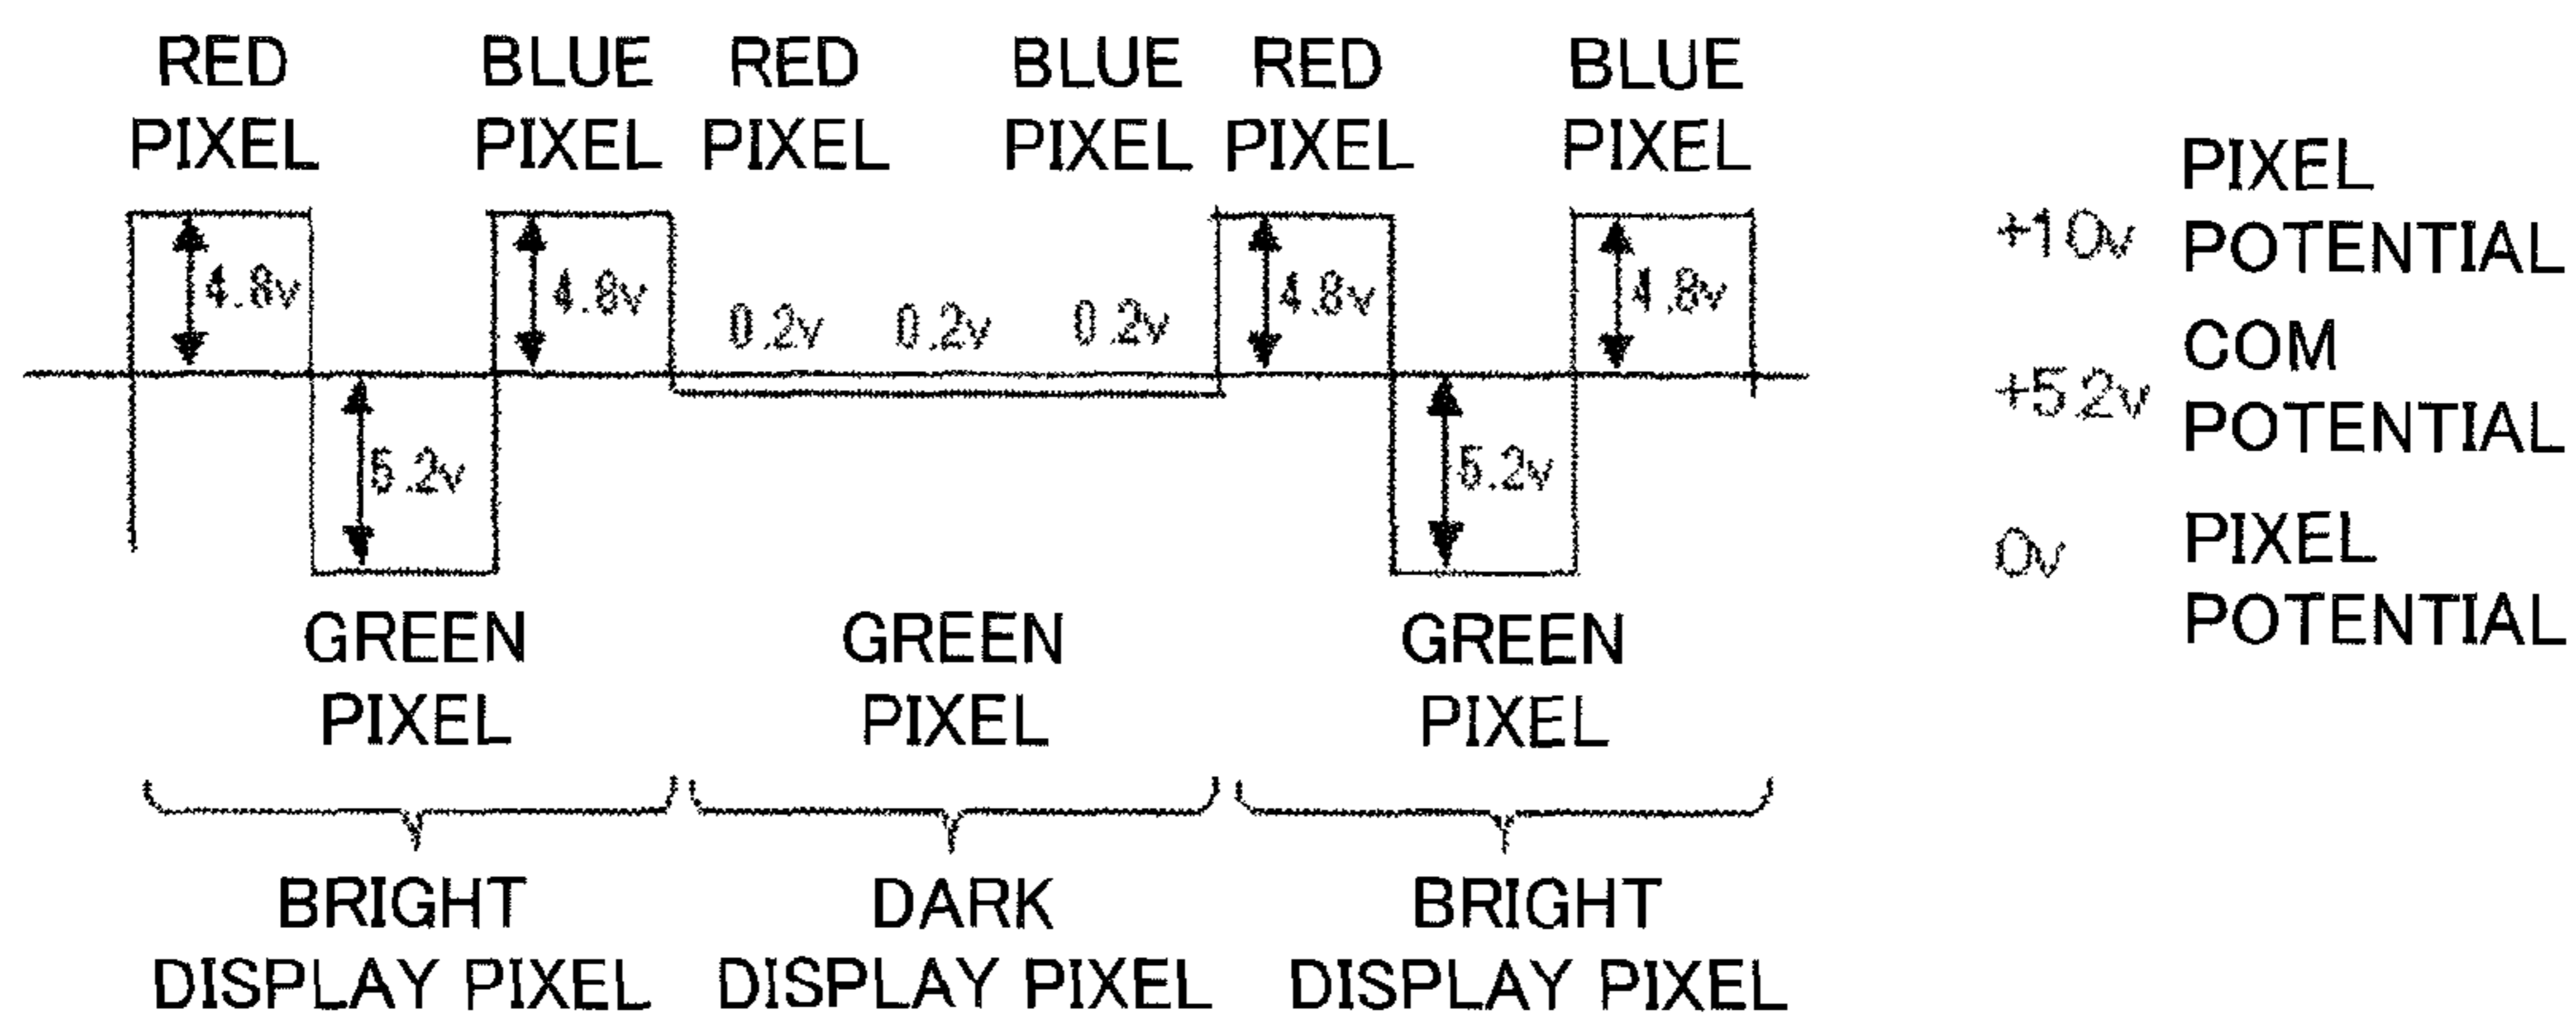 RED BLUE RED BLUE RED BLUE
PIXEL PIXEL PIXEL PIXEL PIXEL PIXEL
4.8v 4.8v 0.2v 0.2v 0.2v 4.8v 4.8v
5.2v 5.2v
GREEN GREEN GREEN
PIXEL PIXEL PIXEL
BRIGHT DARK BRIGHT
DISPLAY PIXEL DISPLAY PIXEL DISPLAY PIXEL
+10v PIXEL
POTENTIAL
+5.2v COM
POTENTIAL
0v PIXEL
POTENTIAL